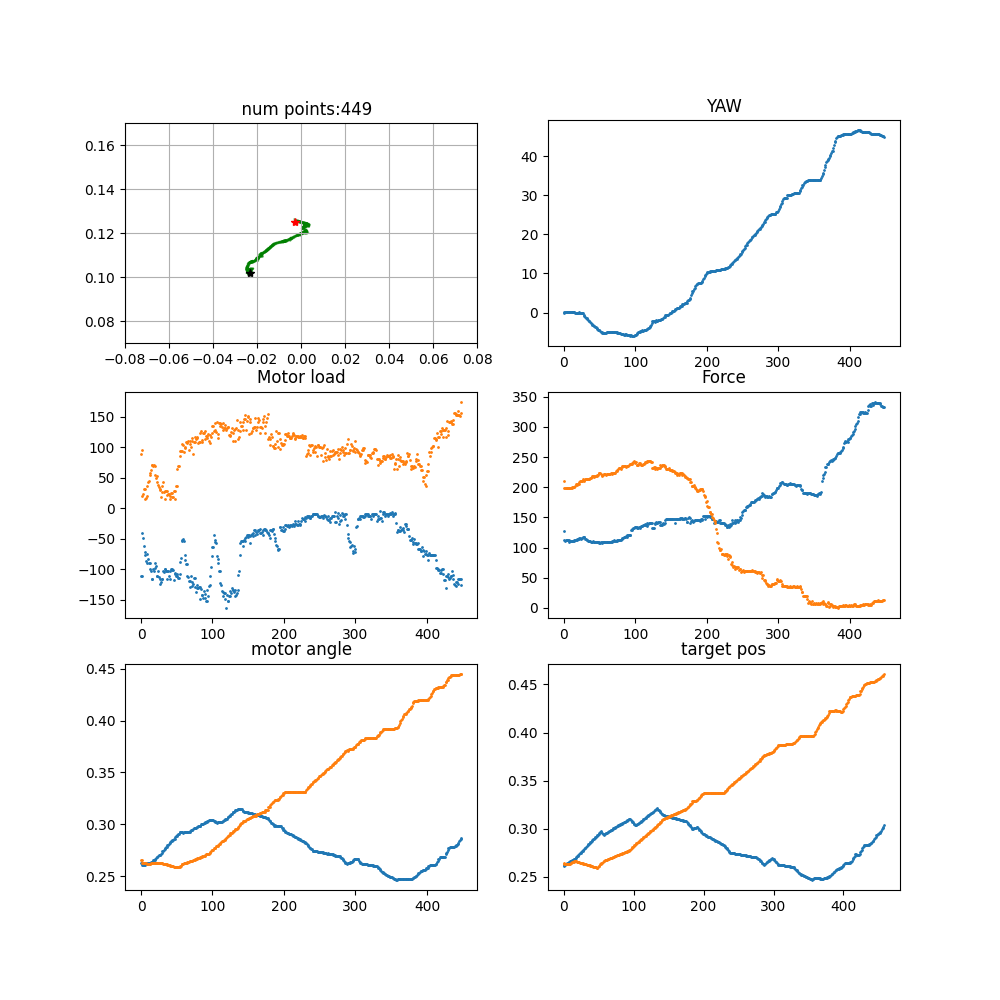 num points:449
0.16
0.14
0.12
0.10
0.08
−0.08 −0.06 −0.04 −0.02 0.00 0.02 0.04 0.06 0.08
YAW
40
30
20
10
0
0 100 200 300 400
Motor load
150
100
50
0
−50
−100
−150
0 100 200 300 400
Force
350
300
250
200
150
100
50
0
0 100 200 300 400
motor angle
0.45
0.40
0.35
0.30
0.25
0 100 200 300 400
target pos
0.45
0.40
0.35
0.30
0.25
0 100 200 300 400